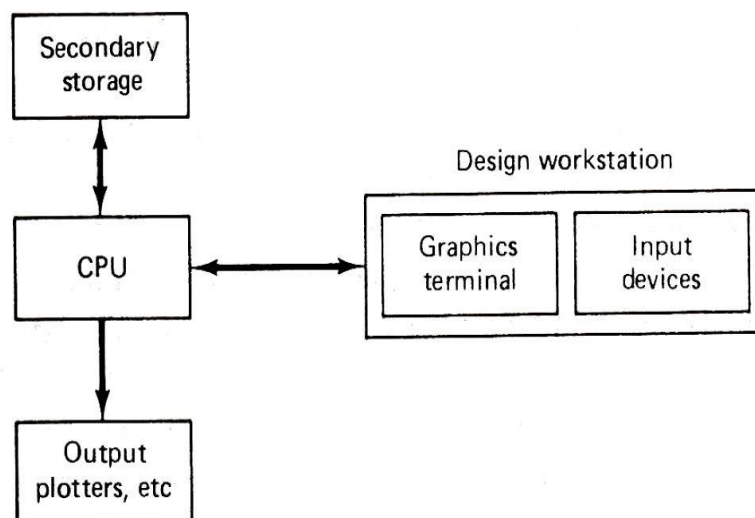 Secondary
storage
Design workstation
CPU
Graphics
terminal
Input
devices
Output
plotters, etc